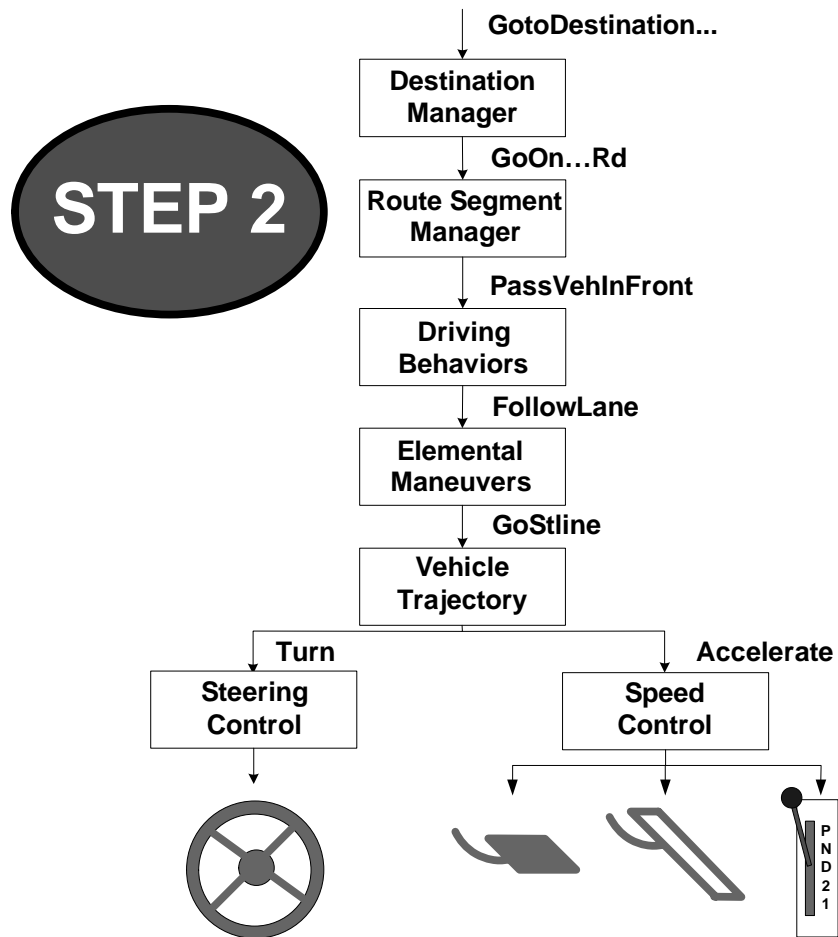 GotoDestination...
Destination
Manager
GoOn…Rd
STEP 2
Route Segment
Manager
PassVehInFront
Driving
Behaviors
FollowLane
Elemental
Maneuvers
GoStline
Vehicle
Trajectory
Turn
Accelerate
Steering
Control
Speed
Control
P
N
D
2
1